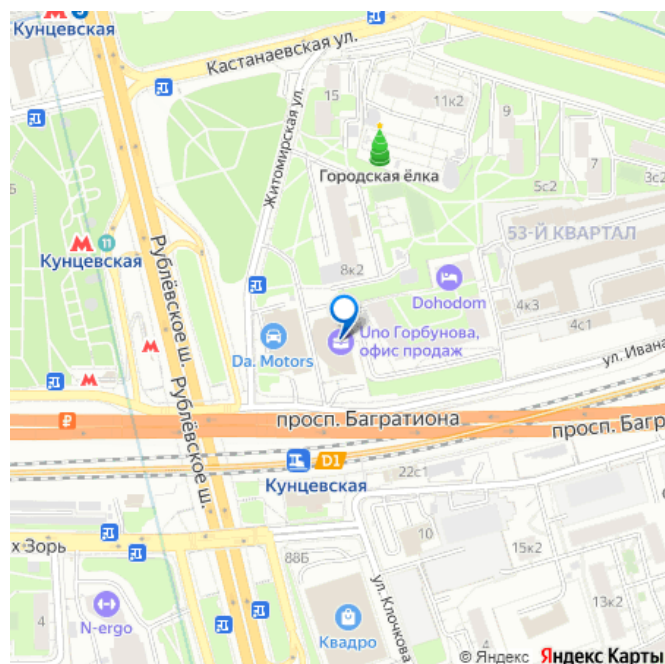 Кунцевская
Кастанаевская ул.
15
11к2
9
7
3с2
5с2
Житомирская ул.
Городская ёлка
53-Й КВАРТАЛ
М 11
Кунцевская
Рублёвское ш.
8к2
Dohodom
4к3
4с1
Uno Горбунова,
офис продаж
Da. Motors
М
М
ул. Ивана
Рублёвское ш.
₽
просп. Багратиона
просп. Багр
D1
Кунцевская
22с1
х Зорь
88Б
10
15к2
13к2
ул. Клочкова
N-ergo
Квадро
© Яндекс Яндекс Карты